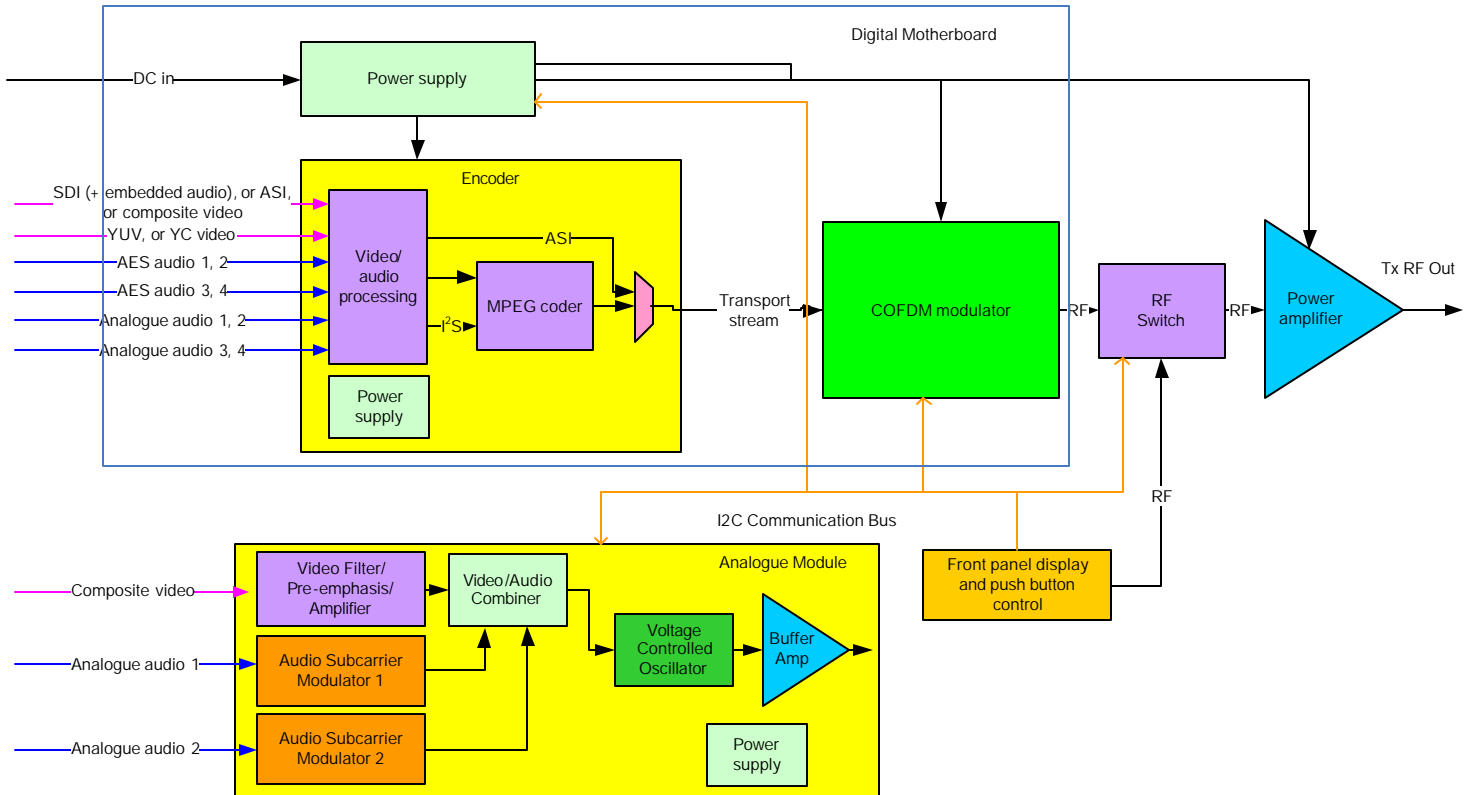 Digital Motherboard
DC in
Power supply
Encoder
SDI (+ embedded audio), or ASI,
or composite video
YUV, or YC video
AES audio 1, 2
AES audio 3, 4
Analogue audio 1, 2
Analogue audio 3, 4
Video/
audio
processing
ASI
I²S
MPEG coder
Power
supply
Transport
stream
COFDM modulator
RF
RF
Switch
RF
Power
amplifier
Tx RF Out
RF
I2C Communication Bus
Front panel display
and push button
control
Analogue Module
Composite video
Analogue audio 1
Analogue audio 2
Video Filter/
Pre-emphasis/
Amplifier
Audio Subcarrier
Modulator 1
Audio Subcarrier
Modulator 2
Video/Audio
Combiner
Voltage
Controlled
Oscillator
Buffer
Amp
Power
supply